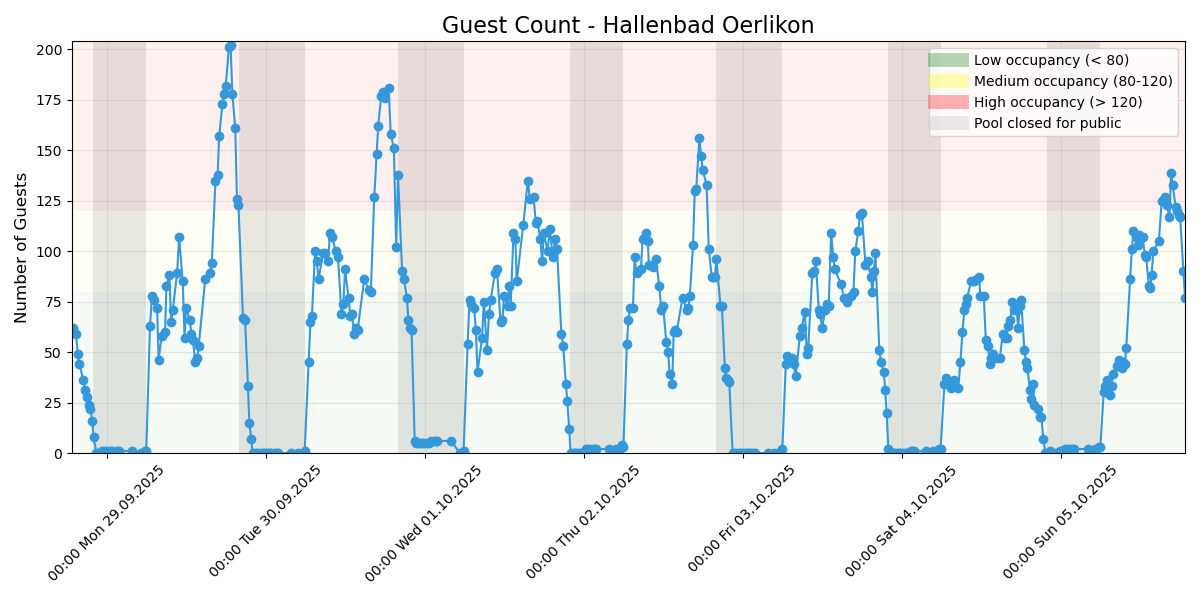 Guest Count - Hallenbad Oerlikon
Number of Guests
200
175
150
125
100
75
50
25
0
Low occupancy (< 80)
Medium occupancy (80-120)
High occupancy (> 120)
Pool closed for public
00:00 Mon 29.09.2025
00:00 Tue 30.09.2025
00:00 Wed 01.10.2025
00:00 Thu 02.10.2025
00:00 Fri 03.10.2025
00:00 Sat 04.10.2025
00:00 Sun 05.10.2025